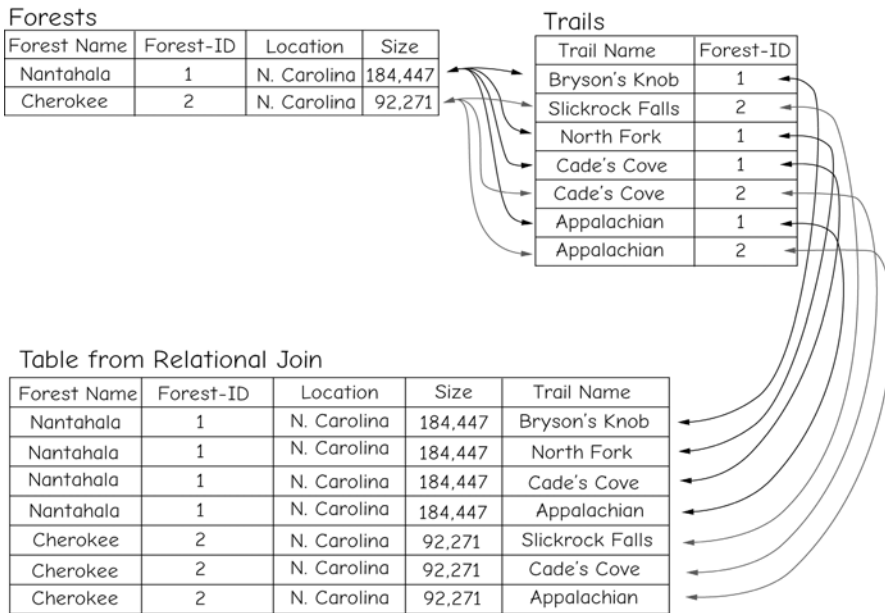 Forests
Forest Name Forest-ID Location Size
Nantahala 1 N. Carolina 184,447
Cherokee 2 N. Carolina 92,271
Trails
Trail Name Forest-ID
Bryson's Knob 1
Slickrock Falls 2
North Fork 1
Cade's Cove 1
Cade's Cove 2
Appalachian 1
Appalachian 2
Table from Relational Join
Forest Name Forest-ID Location Size Trail Name
Nantahala 1 N. Carolina 184,447 Bryson's Knob
Nantahala 1 N. Carolina 184,447 North Fork
Nantahala 1 N. Carolina 184,447 Cade's Cove
Nantahala 1 N. Carolina 184,447 Appalachian
Cherokee 2 N. Carolina 92,271 Slickrock Falls
Cherokee 2 N. Carolina 92,271 Cade's Cove
Cherokee 2 N. Carolina 92,271 Appalachian